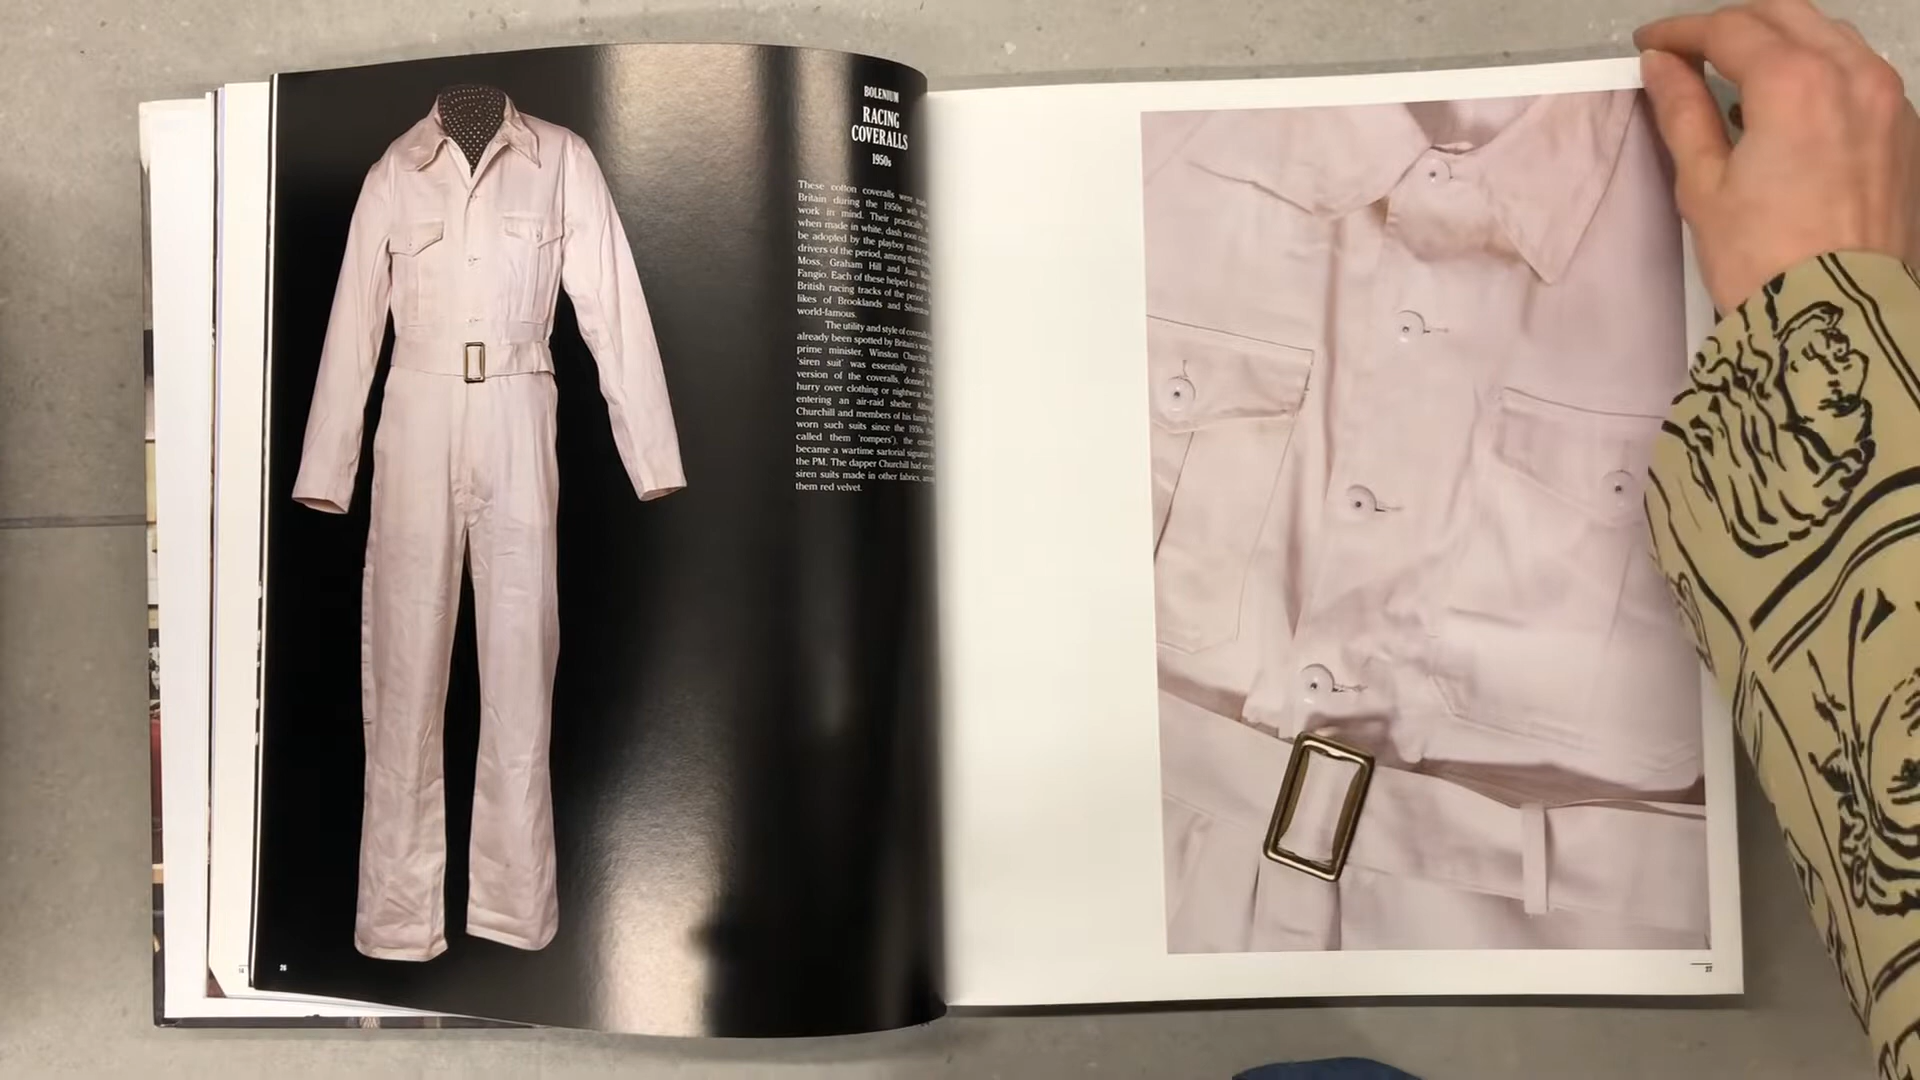 BOLENIUM
RACING
COVERALLS
1950s
These cotton coveralls were
Britain during the 1950s with
work in mind. Their practicality
when made in white, dash soon
be adopted by the playboy
drivers of the period, among them
Moss, Graham Hill and Juan
Fangio. Each of these helped to
British racing tracks of the period
likes of Brooklands and Silverstone
world-famous.
The utility and style of coveralls
already been spotted by Britain's
prime minister, Winston Churchill
'siren suit' was essentially a
version of the coveralls, donned
hurry over clothing or nightwear
entering an air-raid shelter.
Churchill and members of his family
worn such suits since the 1930s
called them 'rompers'), the
became a wartime sartorial signature
the PM. The dapper Churchill had
siren suits made in other fabrics,
them red velvet.
26
27